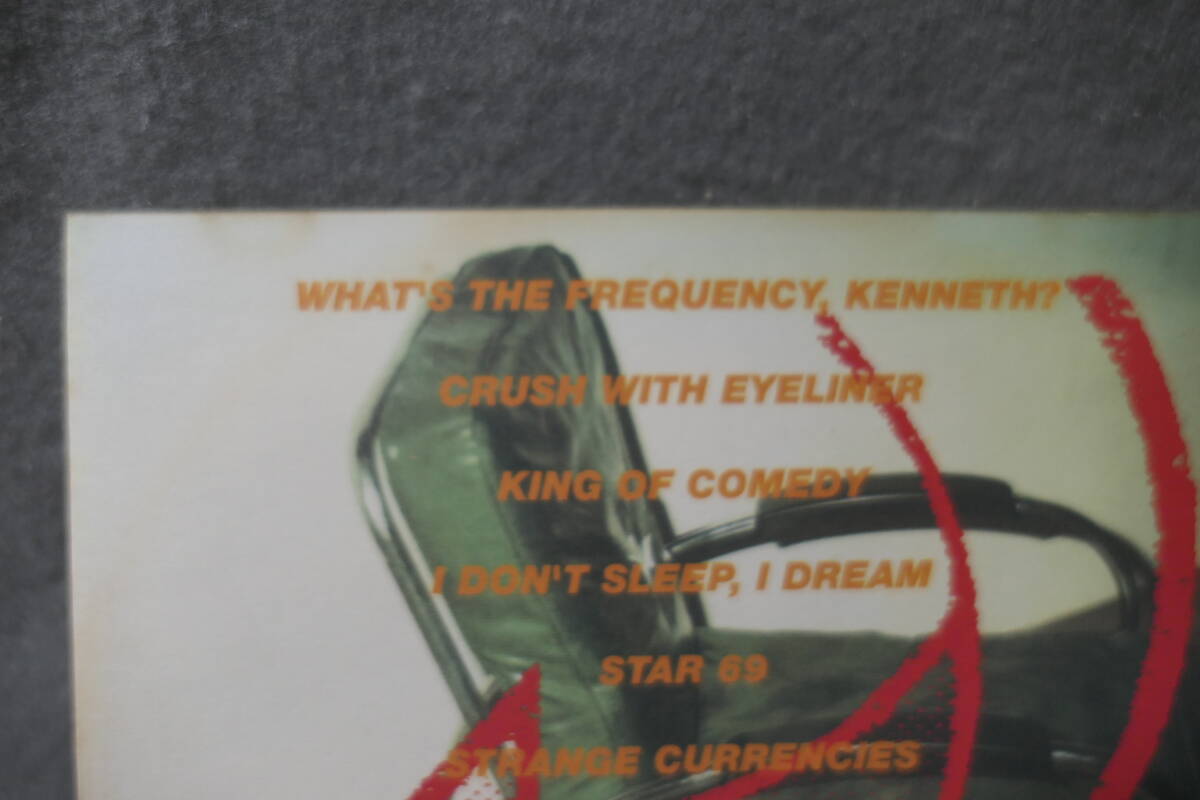 WHAT'S THE FREQUENCY, KENNETH?
CRUSH WITH EYELINER
KING OF COMEDY
I DON'T SLEEP, I DREAM
STAR 69
STRANGE CURRENCIES